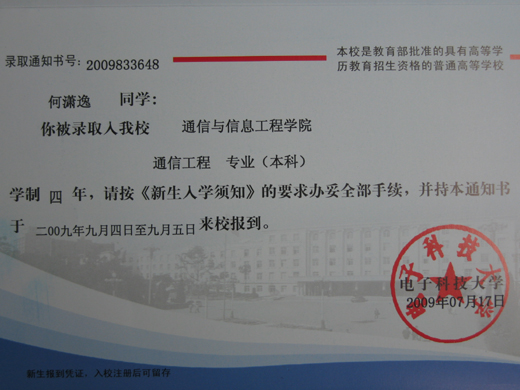 录取通知书号：2009833648
本校是教育部批准的具有高等学
历教育招生资格的普通高等学校
何潇逸 同学：
你被录取入我校 通信与信息工程学院
通信工程 专业（本科）
学制 四 年，请按《新生入学须知》的要求办妥全部手续，并持本通知书
于 二00九年九月四日至九月五日 来校报到。
电子科技大学
电子科技大学
2009年07月17日
新生报到凭证，入校注册后可留存